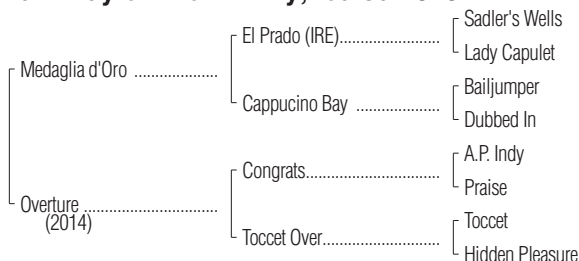 Sadler's Wells
El Prado (IRE)....................
Lady Capulet
Medaglia d'Oro .................
Bailjumper
Cappucino Bay .................
Dubbed In
A.P. Indy
Congrats...........................
Praise
Overture ...........................
(2014)
Toccet
Toccet Over.......................
Hidden Pleasure